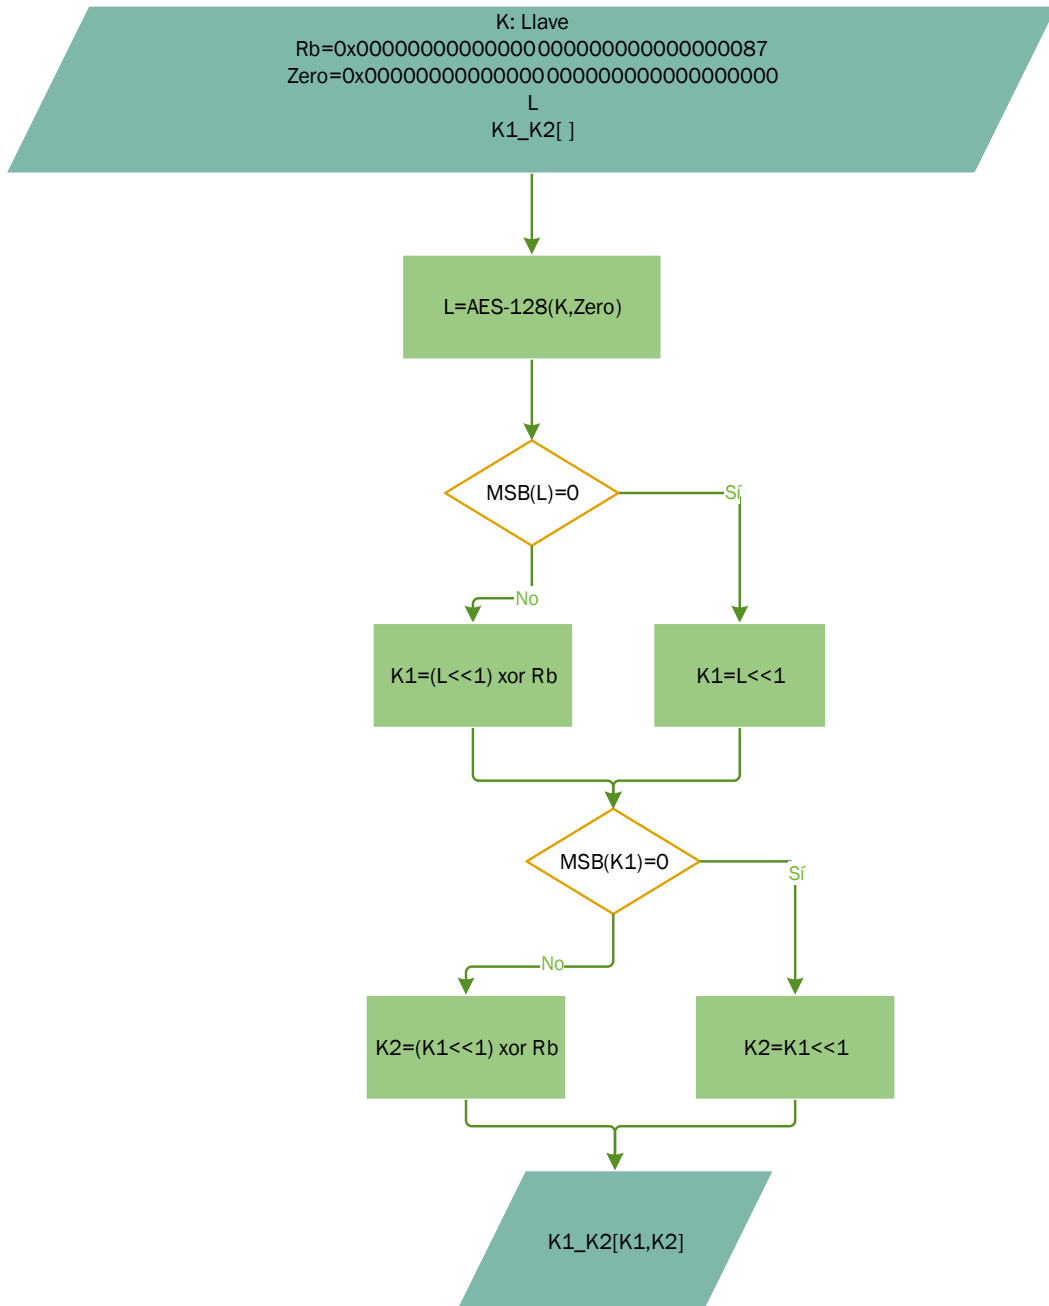 K: Llave
Rb=0x00000000000000000000000000000087
Zero=0x00000000000000000000000000000000
L
K1_K2[ ]
L=AES-128(K,Zero)
MSB(L)=0
Sí
No
K1=(L<<1) xor Rb
K1=L<<1
MSB(K1)=0
Sí
No
K2=(K1<<1) xor Rb
K2=K1<<1
K1_K2[K1,K2]